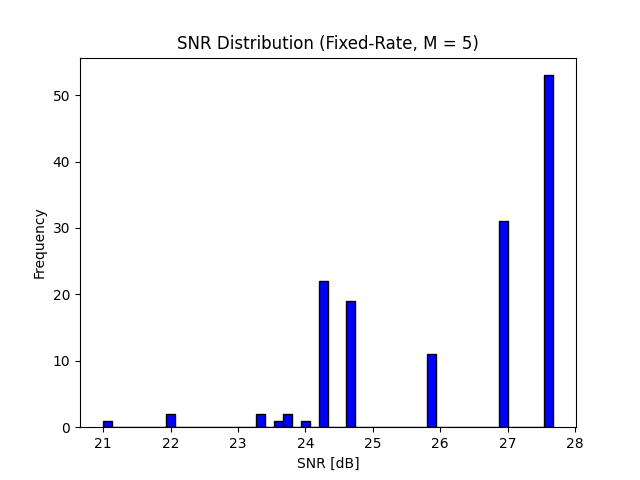 SNR Distribution (Fixed-Rate, M = 5)
Frequency
50
40
30
20
10
0
21 22 23 24 25 26 27 28
SNR [dB]